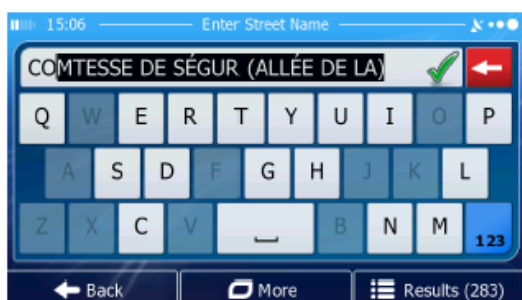 15:06 Enter Street Name
COMTESSE DE SÉGUR (ALLÉE DE LA)
Q W E R T Y U I O P
A S D F G H J K L
Z X C V B N M 123
Back More Results (283)